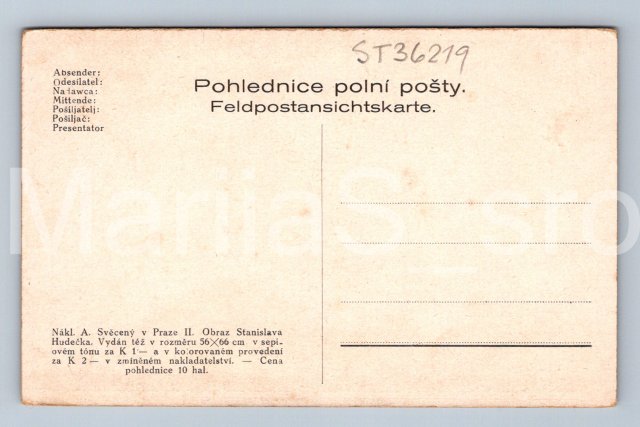 ST36219
Absender:
Odesílatel:
Nadawca:
Mittende:
Pošiljatelj:
Pošiljač:
Presentator
Pohlednice polní pošty.
Feldpostansichtskarte.
MariiaS_sro
Nákl. A. Svěcený v Praze II. Obraz Stanislava
Hudečka. Vydán též v rozměru 56×66 cm v sepi-
ovém tónu za K 1— a v kolorovaném provedení
za K 2— v zmíněném nakladatelství. — Cena
pohlednice 10 hal.